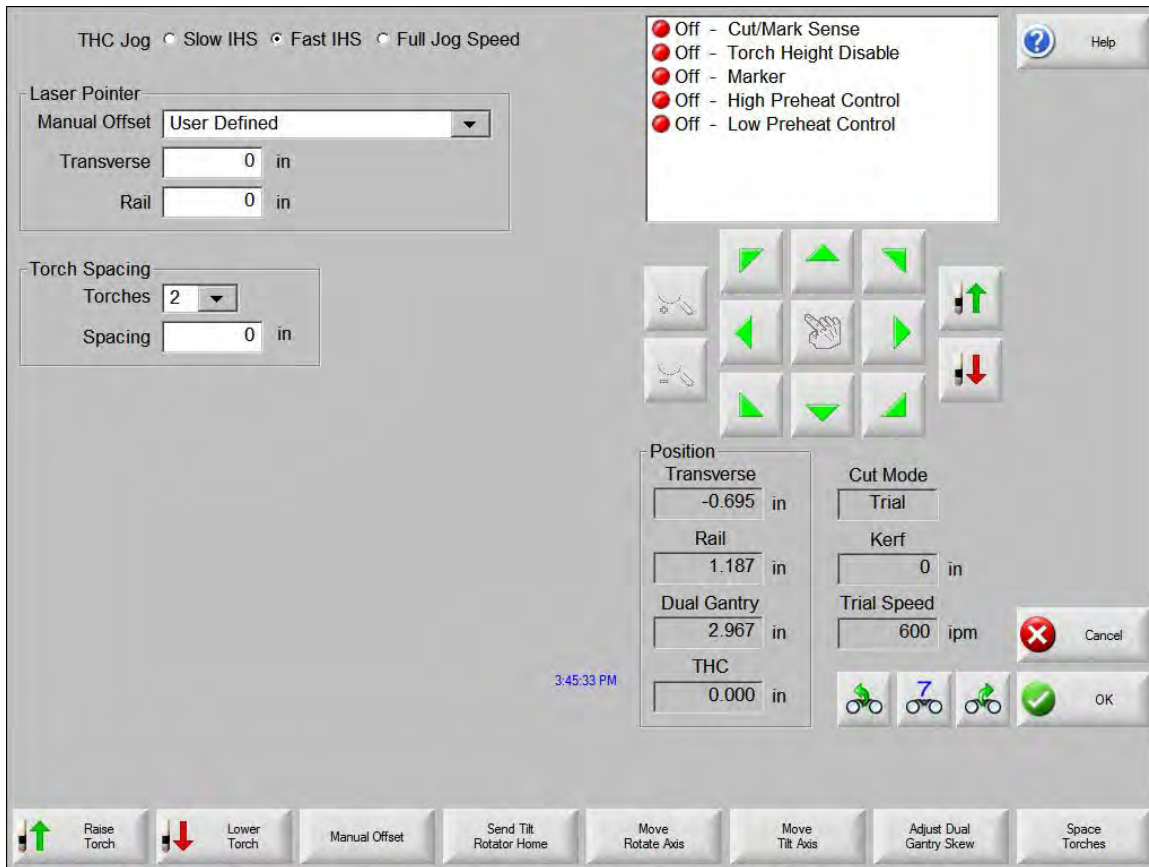 THC Jog Slow IHS Fast IHS Full Jog Speed
Laser Pointer
Manual Offset User Defined
Transverse 0 in
Rail 0 in
Torch Spacing
Torches 2
Spacing 0 in
Off - Cut/Mark Sense
Off - Torch Height Disable
Off - Marker
Off - High Preheat Control
Off - Low Preheat Control
Help
Position
Transverse
-0.695 in
Rail
1.187 in
Dual Gantry
2.967 in
THC
0.000 in
Cut Mode
Trial
Kerf
0 in
Trial Speed
600 ipm
7
Cancel
OK
3:45:33 PM
Raise
Torch
Lower
Torch
Manual Offset
Send Tilt
Rotator Home
Move
Rotate Axis
Move
Tilt Axis
Adjust Dual
Gantry Skew
Space
Torches